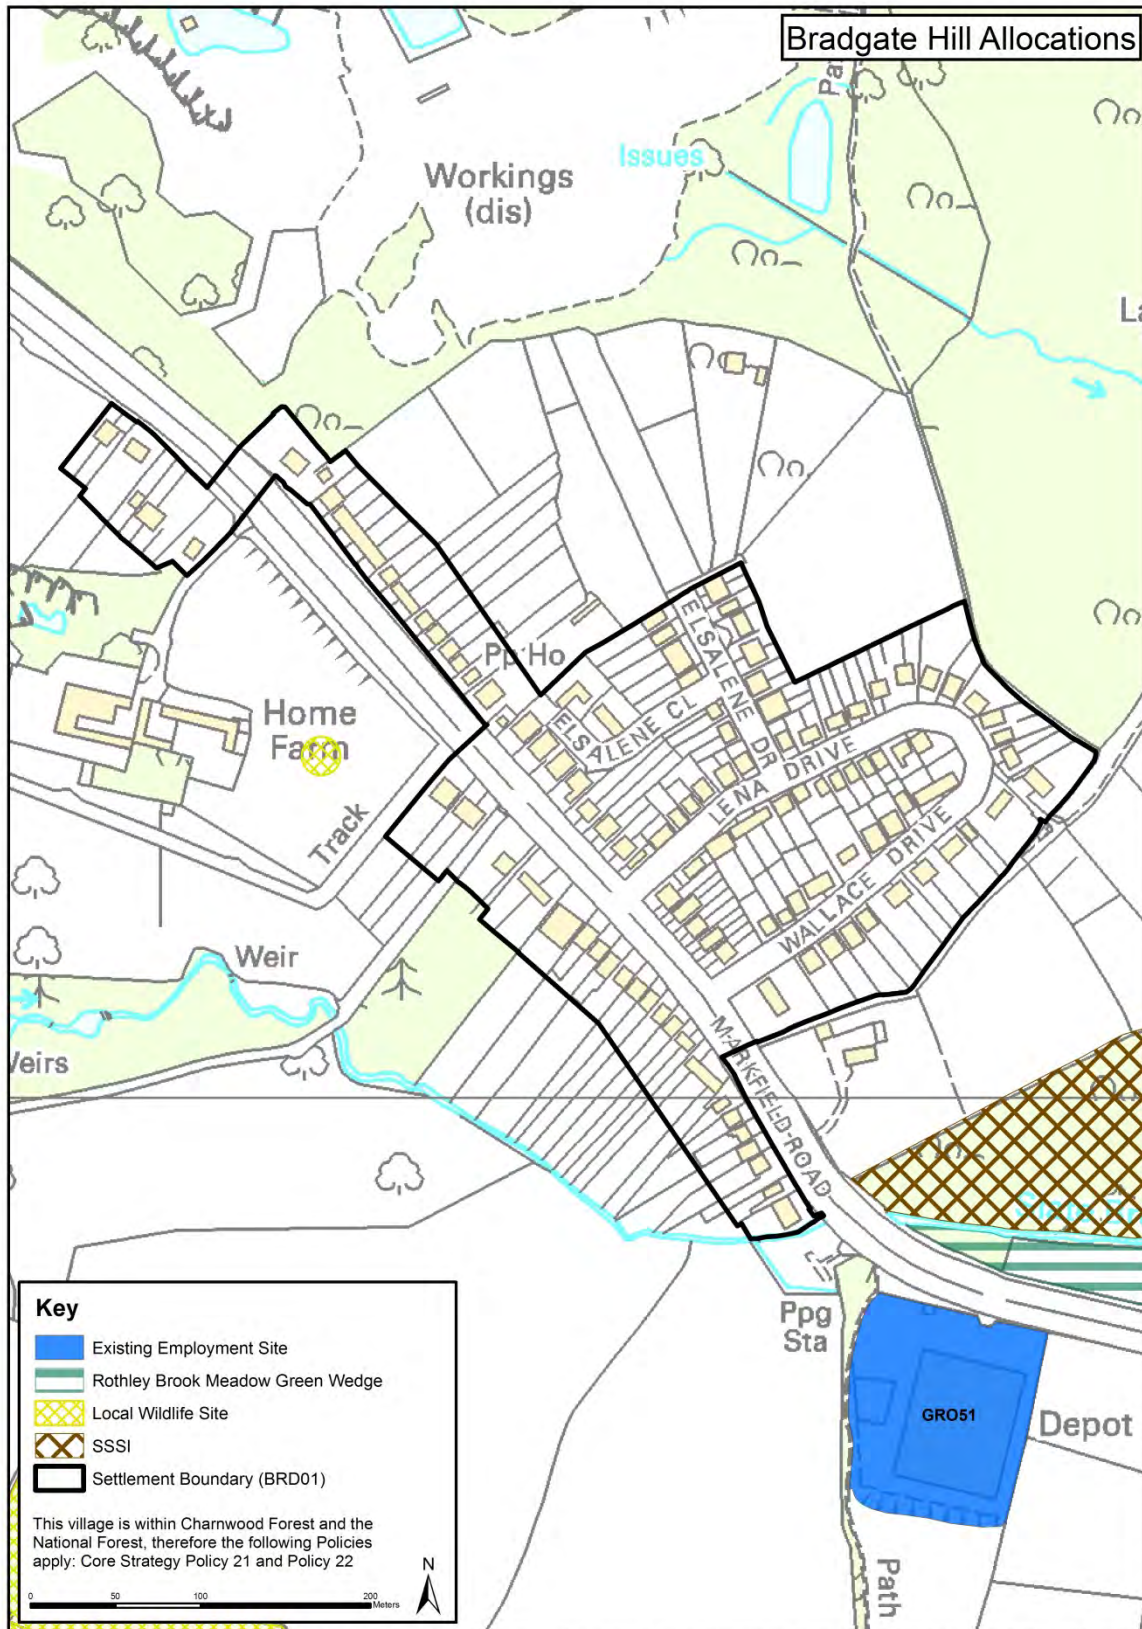 Bradgate Hill Allocations
Issues
Workings
(dis)
Pp Ho
ELSALENE DR
ELSALENE CL
Home
Farm
LENA DRIVE
Track
WALLACE DRIVE
Weir
MARKFIELD ROAD
Ppg
Sta
GRO51
Depot
Path
Key
Existing Employment Site
Rothley Brook Meadow Green Wedge
Local Wildlife Site
SSSI
Settlement Boundary (BRD01)
This village is within Charnwood Forest and the
National Forest, therefore the following Policies
apply: Core Strategy Policy 21 and Policy 22
N
0 50 100 200
Meters